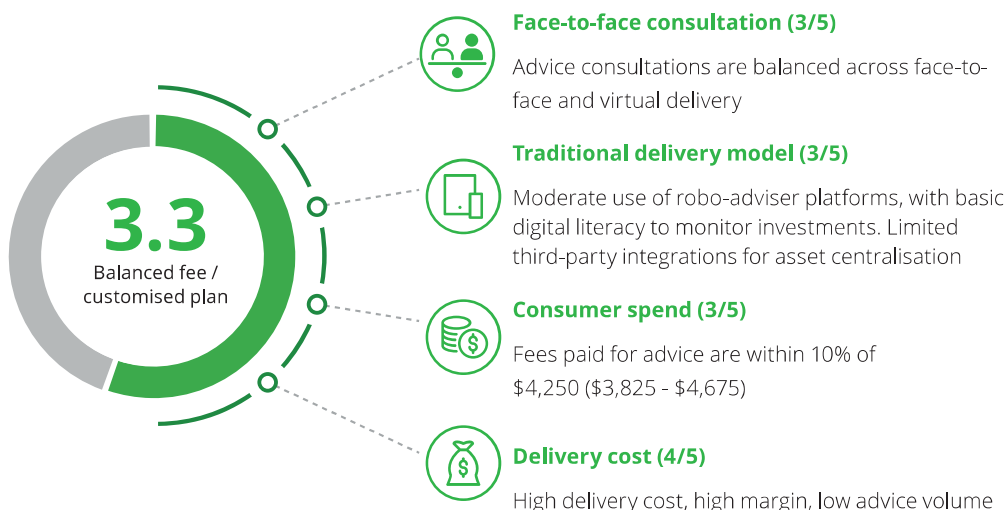 3.3
Balanced fee /
customised plan
Face-to-face consultation (3/5)
Advice consultations are balanced across face-to-
face and virtual delivery
Traditional delivery model (3/5)
Moderate use of robo-adviser platforms, with basic
digital literacy to monitor investments. Limited
third-party integrations for asset centralisation
Consumer spend (3/5)
$
Fees paid for advice are within 10% of
$4,250 ($3,825 - $4,675)
Delivery cost (4/5)
$
High delivery cost, high margin, low advice volume